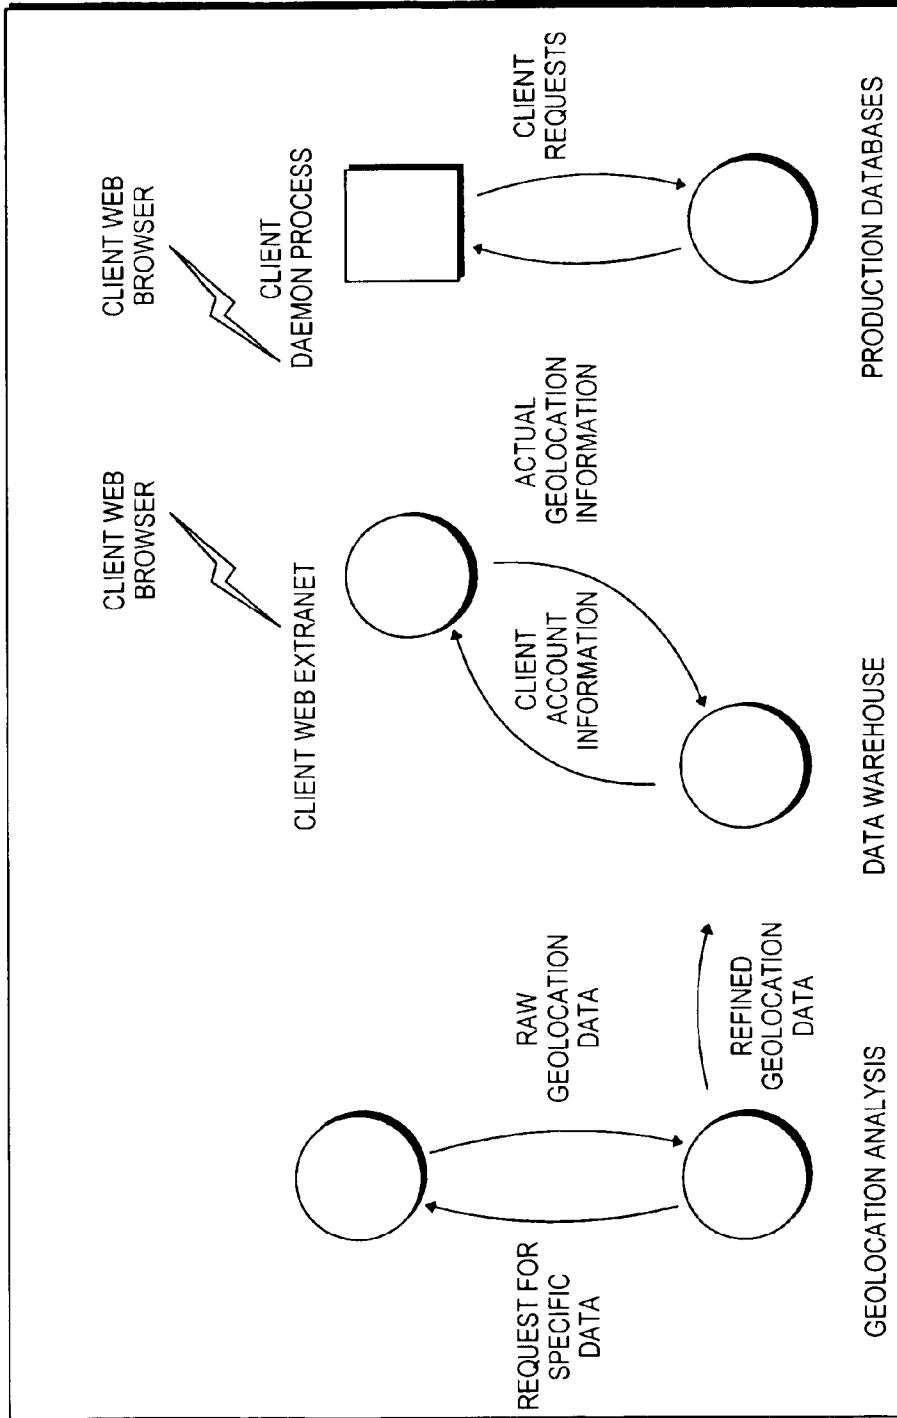 CLIENT WEB
BROWSER
CLIENT WEB
BROWSER
CLIENT WEB EXTRANET
CLIENT
DAEMON PROCESS
REQUEST FOR
SPECIFIC
DATA
RAW
GEOLOCATION
DATA
CLIENT
ACCOUNT
INFORMATION
ACTUAL
GEOLOCATION
INFORMATION
CLIENT
REQUESTS
REFINED
GEOLOCATION
DATA
GEOLOCATION ANALYSIS
DATA WAREHOUSE
PRODUCTION DATABASES